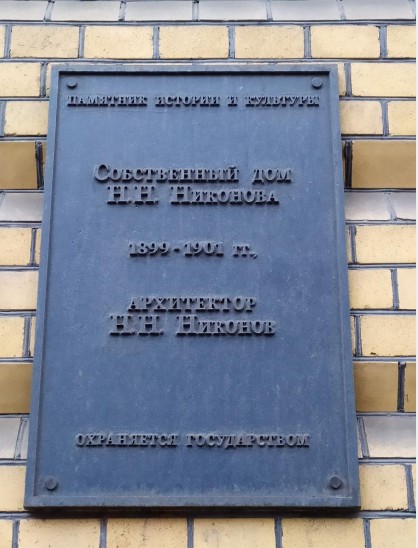 ПАМЯТНИК ИСТОРИИ И КУЛЬТУРЫ
СОБСТВЕННЫЙ ДОМ
Н.Н. НИКОНОВА
1899-1901 ГГ.,
АРХИТЕКТОР
Н.Н. НИКОНОВ
ОХРАНЯЕТСЯ ГОСУДАРСТВОМ